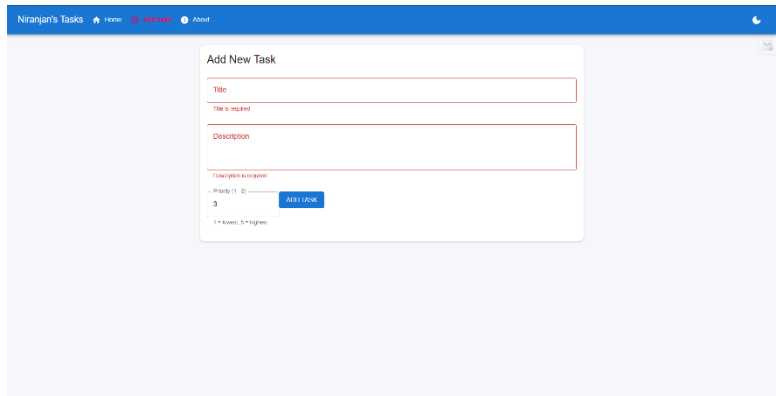 Niranjan's Tasks Home Add Task About
Add New Task
Title
Title is required
Description
Description is required
Priority (1 - 5)
3
ADD TASK
1 = lowest, 5 = highest